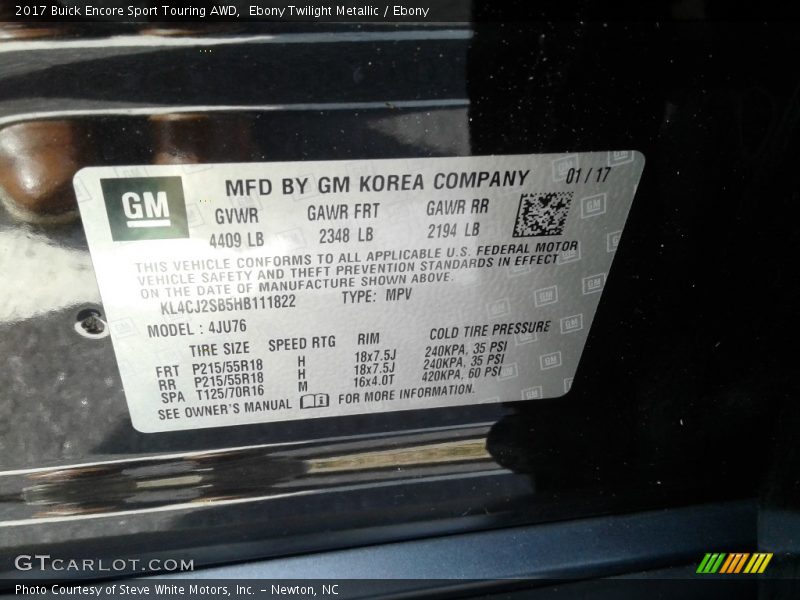 2017 Buick Encore Sport Touring AWD, Ebony Twilight Metallic / Ebony
MFD BY GM KOREA COMPANY 01 / 17
GM
GVWR GAWR FRT GAWR RR
4409 LB 2348 LB 2194 LB
THIS VEHICLE CONFORMS TO ALL APPLICABLE U.S. FEDERAL MOTOR
VEHICLE SAFETY AND THEFT PREVENTION STANDARDS IN EFFECT
ON THE DATE OF MANUFACTURE SHOWN ABOVE.
KL4CJ2SB5HB111822 TYPE: MPV
MODEL : 4JU76
TIRE SIZE SPEED RTG RIM COLD TIRE PRESSURE
FRT P215/55R18 H 18x7.5J 240KPA, 35 PSI
RR P215/55R18 H 18x7.5J 240KPA, 35 PSI
SPA T125/70R16 M 16x4.0T 420KPA, 60 PSI
SEE OWNER'S MANUAL FOR MORE INFORMATION.
GTCARLOT.COM
Photo Courtesy of Steve White Motors, Inc. – Newton, NC